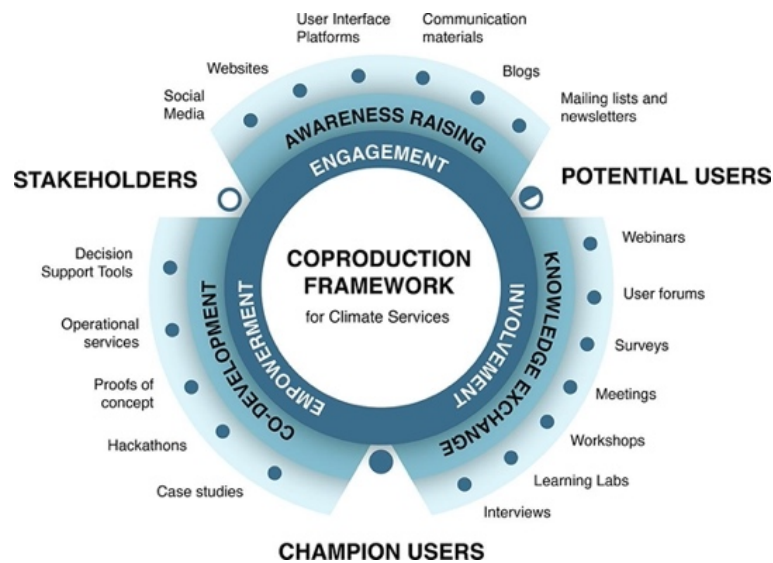 User Interface
Platforms
Communication
materials
Websites
Blogs
Social
Media
Mailing lists and
newsletters
AWARENESS RAISING
ENGAGEMENT
STAKEHOLDERS
POTENTIAL USERS
COPRODUCTION
FRAMEWORK
for Climate Services
INVOLVEMENT
KNOWLEDGE EXCHANGE
Webinars
User forums
Surveys
Meetings
Workshops
Learning Labs
Interviews
EMPOWERMENT
CO-DEVELOPMENT
Decision
Support Tools
Operational
services
Proofs of
concept
Hackathons
Case studies
CHAMPION USERS